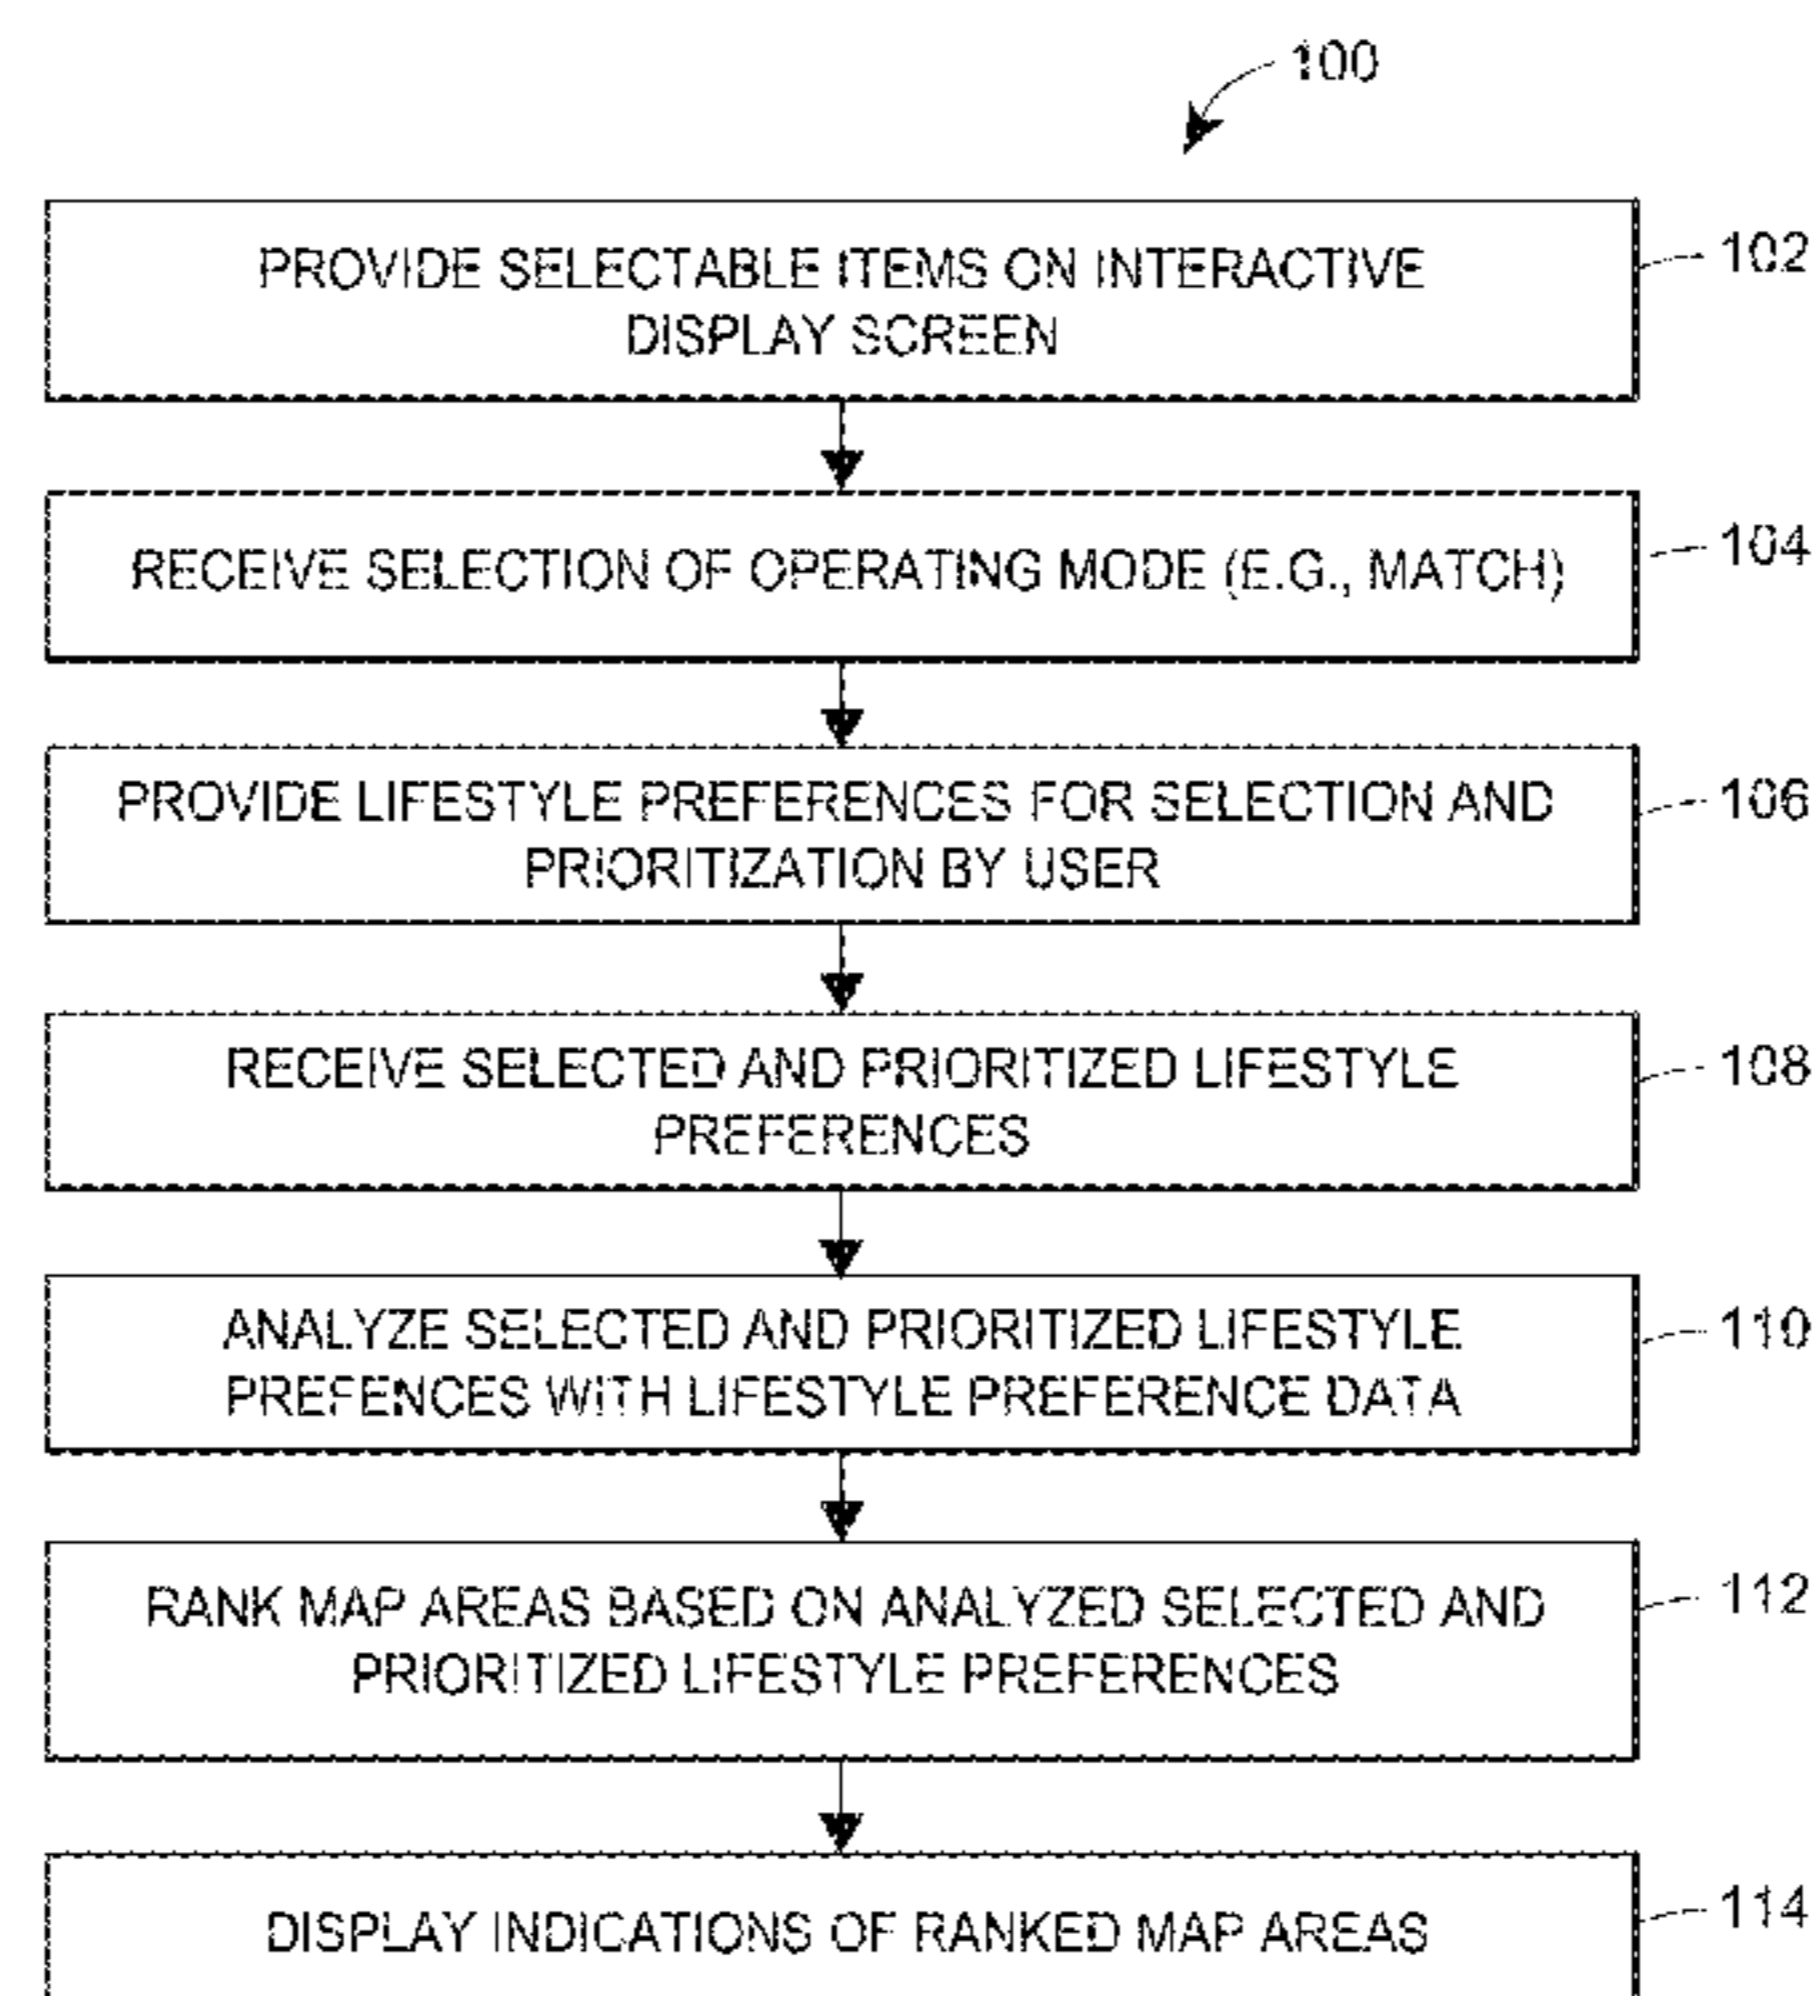 100
PROVIDE SELECTABLE ITEMS ON INTERACTIVE
DISPLAY SCREEN
102
RECEIVE SELECTION OF OPERATING MODE (E.G., MATCH)
104
PROVIDE LIFESTYLE PREFERENCES FOR SELECTION AND
PRIORITIZATION BY USER
106
RECEIVE SELECTED AND PRIORITIZED LIFESTYLE
PREFERENCES
108
ANALYZE SELECTED AND PRIORITIZED LIFESTYLE
PREFENCES WITH LIFESTYLE PREFERENCE DATA
110
RANK MAP AREAS BASED ON ANALYZED SELECTED AND
PRIORITIZED LIFESTYLE PREFERENCES
112
DISPLAY INDICATIONS OF RANKED MAP AREAS
114